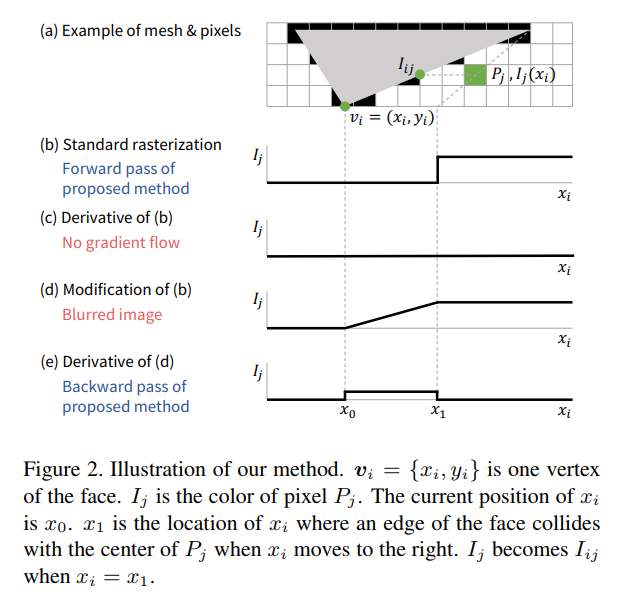 (a) Example of mesh & pixels
I_{ij}
P_j , I_j(x_i)
v_i = (x_i, y_i)
(b) Standard rasterization
Forward pass of
proposed method
I_j
x_i
(c) Derivative of (b)
No gradient flow
I_j
x_i
(d) Modification of (b)
Blurred image
I_j
x_i
(e) Derivative of (d)
Backward pass of
proposed method
I_j
x_0 x_1 x_i
Figure 2. Illustration of our method. v_i = {x_i, y_i} is one vertex
of the face. I_j is the color of pixel P_j. The current position of x_i
is x_0. x_1 is the location of x_i where an edge of the face collides
with the center of P_j when x_i moves to the right. I_j becomes I_{ij}
when x_i = x_1.